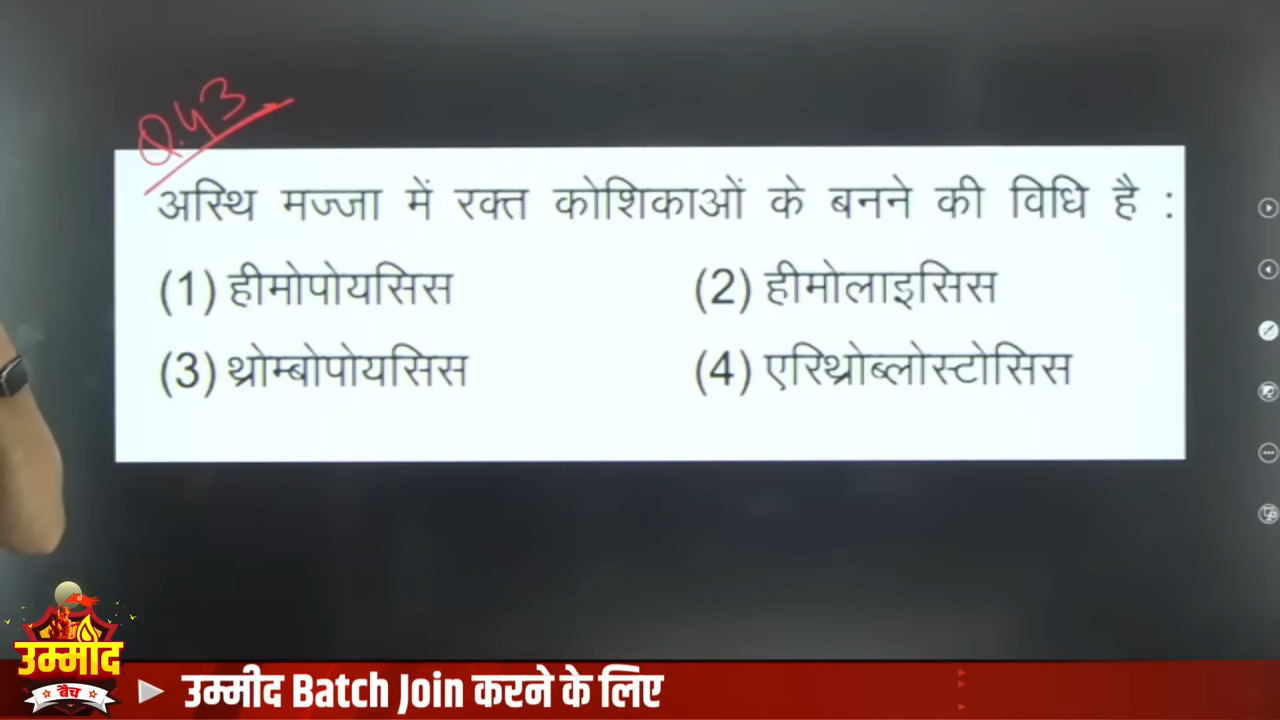 Q.43
अस्थि मज्जा में रक्त कोशिकाओं के बनने की विधि है :
(1) हीमोपोयसिस (2) हीमोलाइसिस
(3) थ्रोम्बोपोयसिस (4) एरिथ्रोब्लोस्टोसिस
उम्मीद
बैच
उम्मीद Batch Join करने के लिए